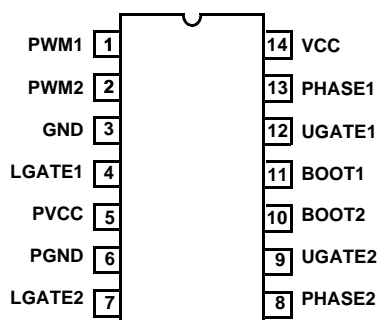 PWM1 1 14 VCC
PWM2 2 13 PHASE1
GND 3 12 UGATE1
LGATE1 4 11 BOOT1
PVCC 5 10 BOOT2
PGND 6 9 UGATE2
LGATE2 7 8 PHASE2